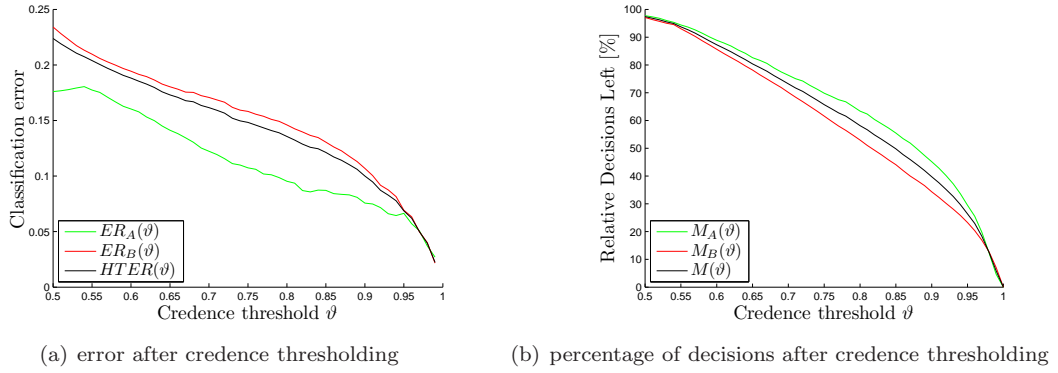 0.25
0.2
0.15
0.1
0.05
0
Classification error
ER_A(ϑ)
ER_B(ϑ)
HTER(ϑ)
0.5 0.55 0.6 0.65 0.7 0.75 0.8 0.85 0.9 0.95 1
Credence threshold ϑ
(a) error after credence thresholding
100
90
80
70
60
50
40
30
20
10
0
Relative Decisions Left [%]
M_A(ϑ)
M_B(ϑ)
M(ϑ)
0.5 0.55 0.6 0.65 0.7 0.75 0.8 0.85 0.9 0.95 1
Credence threshold ϑ
(b) percentage of decisions after credence thresholding